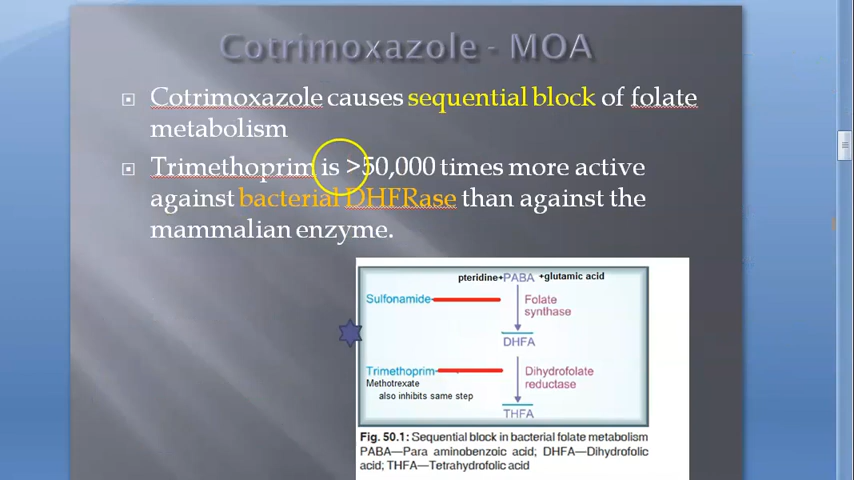 Cotrimoxazole - MOA
Cotrimoxazole causes sequential block of folate
metabolism
Trimethoprim is >50,000 times more active
against bacterial DHFRase than against the
mammalian enzyme.
pteridine+PABA +glutamic acid
Sulfonamide
Folate
synthase
DHFA
Trimethoprim
Dihydrofolate
Methotrexate
reductase
also inhibits same step
THFA
Fig. 50.1: Sequential block in bacterial folate metabolism
PABA—Para aminobenzoic acid; DHFA—Dihydrofolic
acid; THFA—Tetrahydrofolic acid